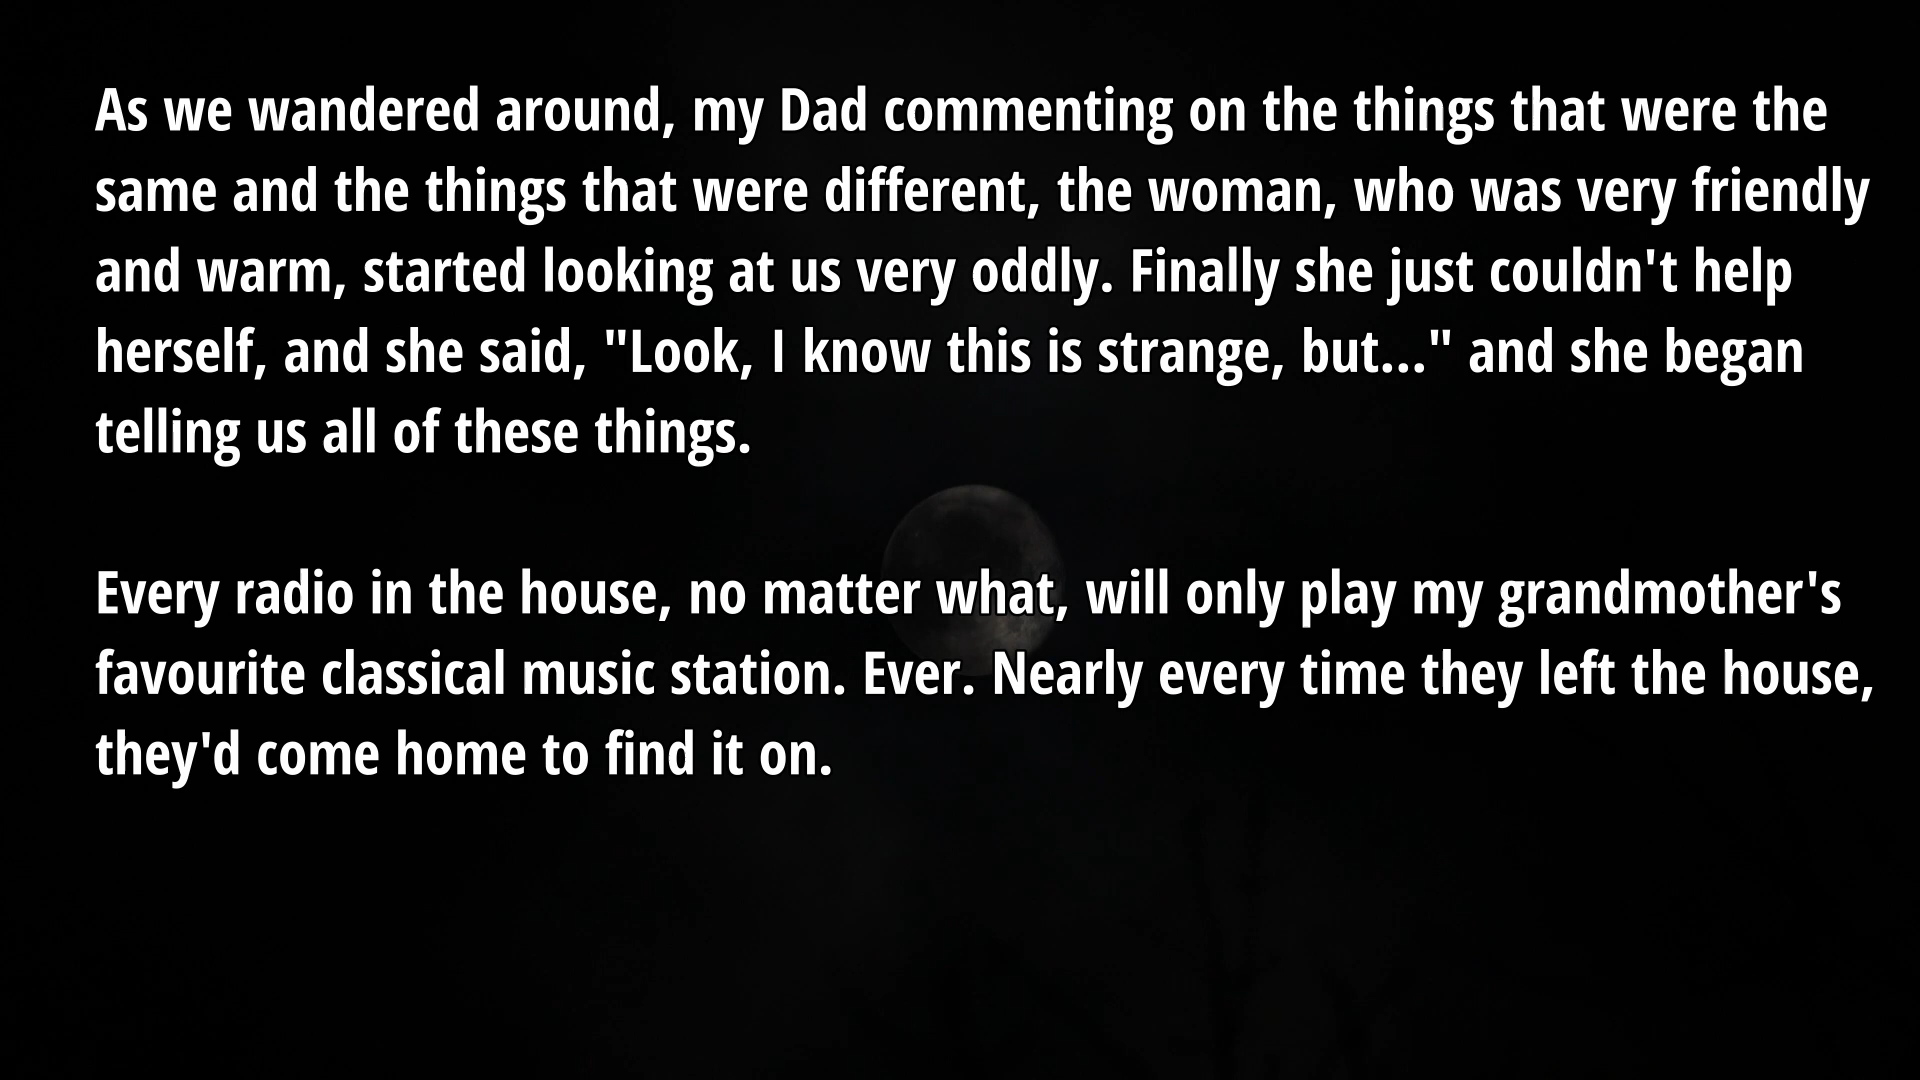 As we wandered around, my Dad commenting on the things that were the
same and the things that were different, the woman, who was very friendly
and warm, started looking at us very oddly. Finally she just couldn't help
herself, and she said, "Look, I know this is strange, but..." and she began
telling us all of these things.
Every radio in the house, no matter what, will only play my grandmother's
favourite classical music station. Ever. Nearly every time they left the house,
they'd come home to find it on.